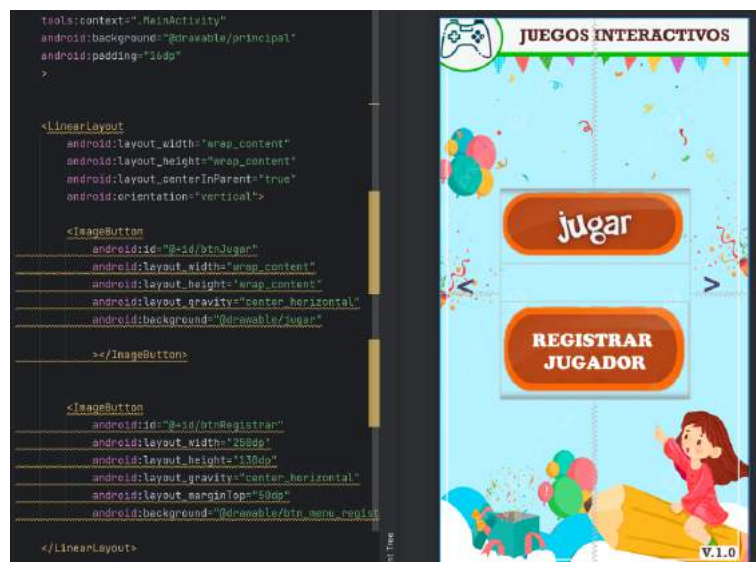 tools:context=".MainActivity"
android:background="@drawable/principal"
android:padding="16dp"
>
<LinearLayout
android:layout_width="wrap_content"
android:layout_height="wrap_content"
android:layout_centerInParent="true"
android:orientation="vertical">
<ImageButton
android:id="@+id/btnJugar"
android:layout_width="wrap_content"
android:layout_height="wrap_content"
android:layout_gravity="center_horizontal"
android:background="@drawable/jugar"
></ImageButton>
<ImageButton
android:id="@+id/btnRegistrar"
android:layout_width="250dp"
android:layout_height="130dp"
android:layout_gravity="center_horizontal"
android:layout_marginTop="50dp"
android:background="@drawable/btn_menu_regist
</LinearLayout>
nt Tree
JUEGOS INTERACTIVOS
jugar
< >
REGISTRAR
JUGADOR
V.1.0